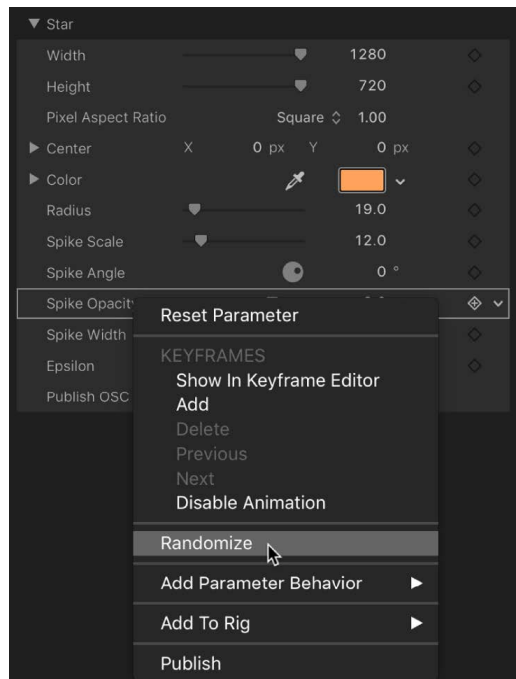 Star
Width 1280
Height 720
Pixel Aspect Ratio Square 1.00
Center X 0 px Y 0 px
Color
Radius 19.0
Spike Scale 12.0
Spike Angle 0 °
Spike Opacity
Spike Width
Epsilon
Publish OSC
Reset Parameter
KEYFRAMES
Show In Keyframe Editor
Add
Delete
Previous
Next
Disable Animation
Randomize
Add Parameter Behavior
Add To Rig
Publish